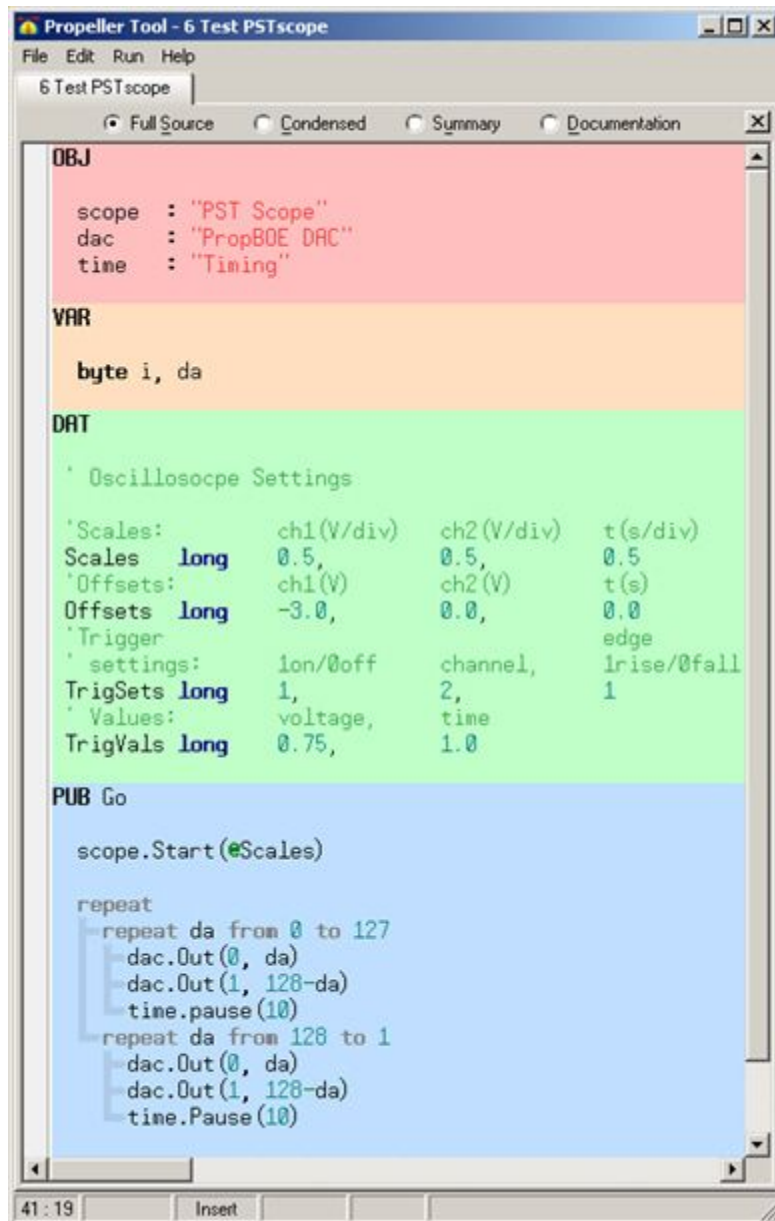 Propeller Tool - 6 Test PSTscope
File Edit Run Help
6 Test PSTscope
Full Source Condensed Summary Documentation
OBJ
scope : "PST Scope"
dac : "PropBOE DAC"
time : "Timing"
VAR
byte i, da
DAT
' Oscillosocpe Settings
'Scales: ch1(V/div) ch2(V/div) t(s/div)
Scales long 0.5, 0.5, 0.5
'Offsets: ch1(V) ch2(V) t(s)
Offsets long -3.0, 0.0, 0.0
'Trigger edge
' settings: 1on/0off channel, 1rise/0fall
TrigSets long 1, 2, 1
' Values: voltage, time
TrigVals long 0.75, 1.0
PUB Go
scope.Start(@Scales)
repeat
repeat da from 0 to 127
dac.Out(0, da)
dac.Out(1, 128-da)
time.pause(10)
repeat da from 128 to 1
dac.Out(0, da)
dac.Out(1, 128-da)
time.Pause(10)
41 : 19 Insert